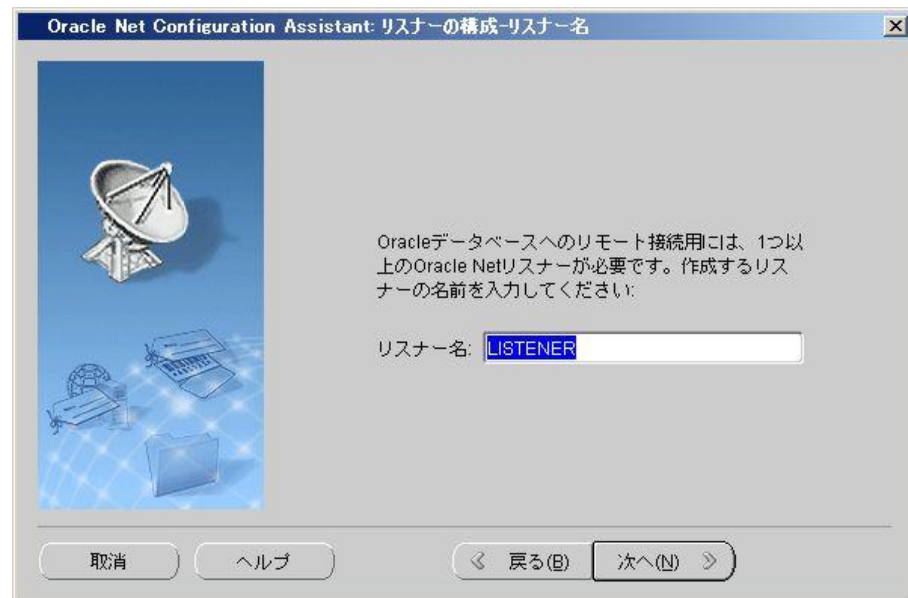 Oracle Net Configuration Assistant: リスナーの構成-リスナー名
Oracleデータベースへのリモート接続用には、1つ以
上のOracle Netリスナーが必要です。作成するリス
ナーの名前を入力してください:
リスナー名: LISTENER
取消 ヘルプ 戻る(B) 次へ(N)